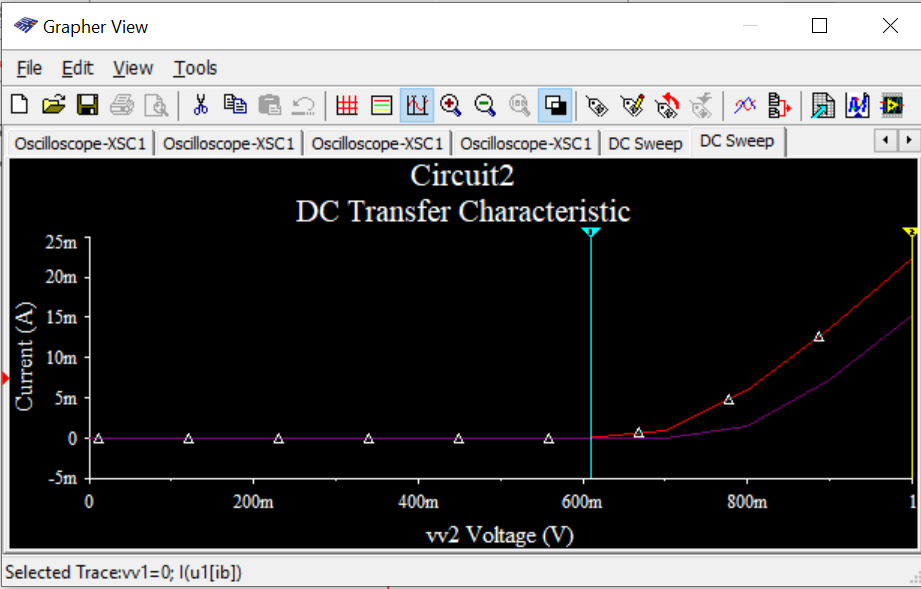 Grapher View
File Edit View Tools
Oscilloscope-XSC1 Oscilloscope-XSC1 Oscilloscope-XSC1 Oscilloscope-XSC1 DC Sweep DC Sweep
Circuit2
DC Transfer Characteristic
1 2
25m
20m
15m
10m
5m
0
-5m
Current (A)
0 200m 400m 600m 800m 1
vv2 Voltage (V)
Selected Trace:vv1=0; I(u1[ib])